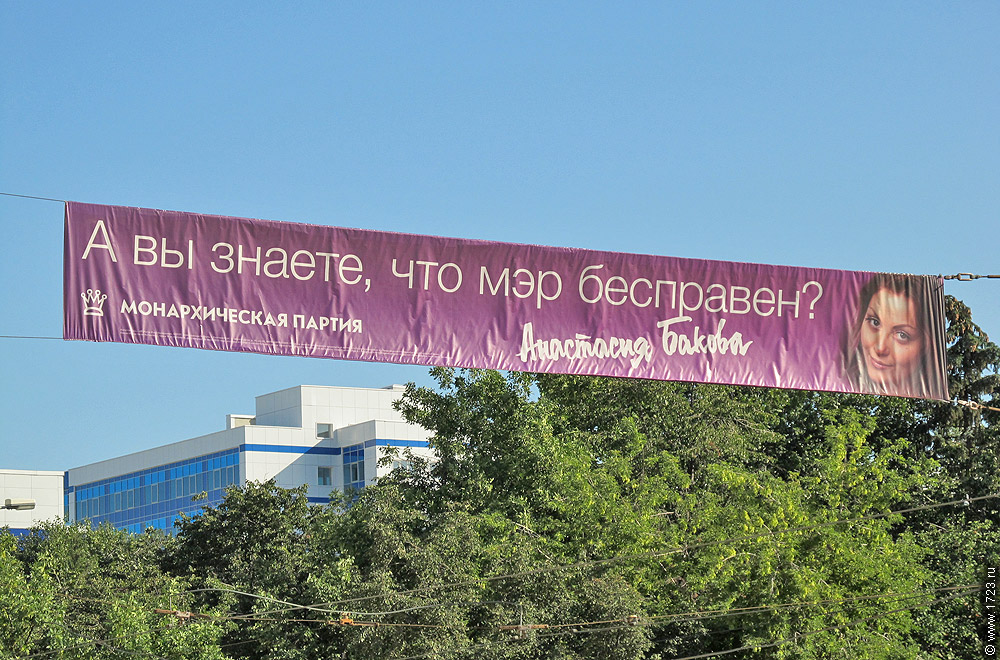 А вы знаете, что мэр бесправен?
МОНАРХИЧЕСКАЯ ПАРТИЯ
Анастасия Бакова
© www.1723.ru